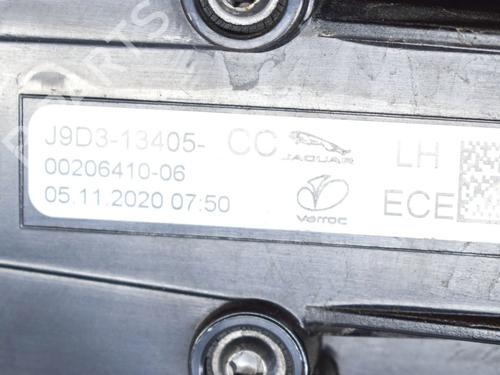 J9D3-13405- CC JAGUAR LH
00206410-06
05.11.2020 07:50 varroc ECE